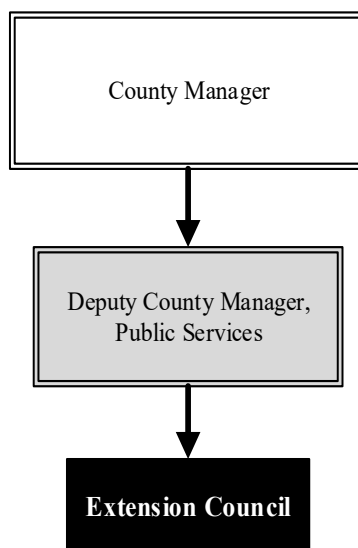 County Manager
Deputy County Manager,
Public Services
Extension Council